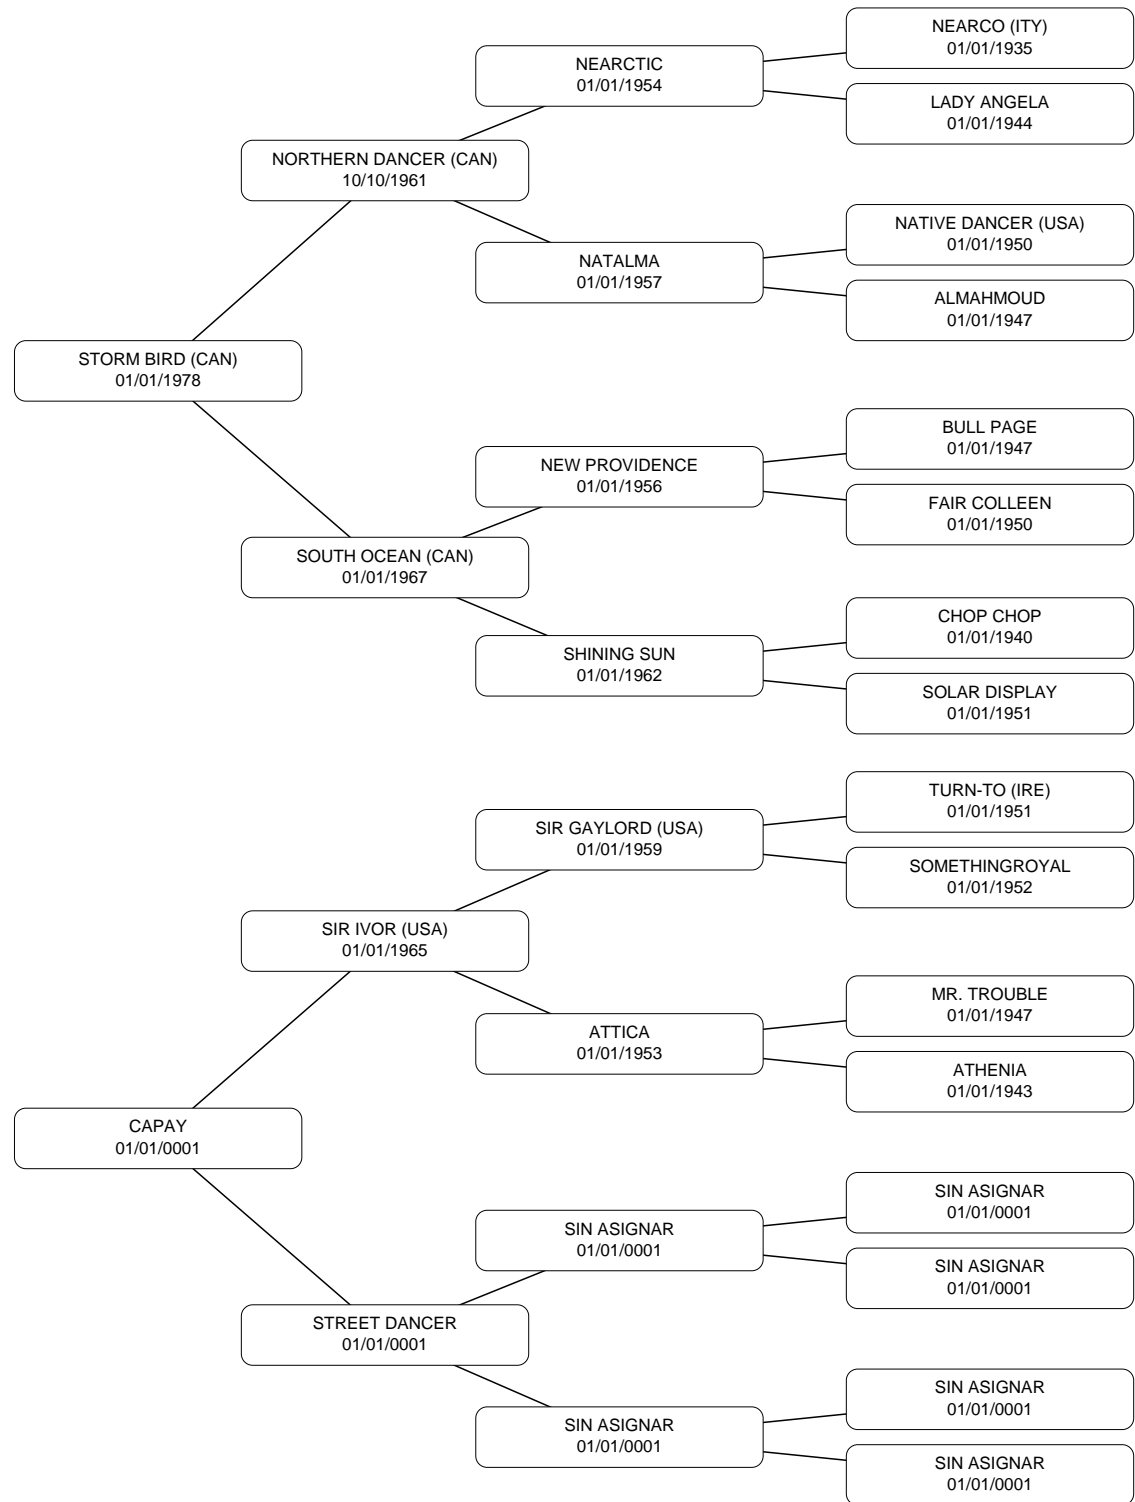 NEARCO (ITY)
01/01/1935
NEARCTIC
01/01/1954
LADY ANGELA
01/01/1944
NORTHERN DANCER (CAN)
10/10/1961
NATIVE DANCER (USA)
01/01/1950
NATALMA
01/01/1957
ALMAHMOUD
01/01/1947
STORM BIRD (CAN)
01/01/1978
BULL PAGE
01/01/1947
NEW PROVIDENCE
01/01/1956
FAIR COLLEEN
01/01/1950
SOUTH OCEAN (CAN)
01/01/1967
CHOP CHOP
01/01/1940
SHINING SUN
01/01/1962
SOLAR DISPLAY
01/01/1951
TURN-TO (IRE)
01/01/1951
SIR GAYLORD (USA)
01/01/1959
SOMETHINGROYAL
01/01/1952
SIR IVOR (USA)
01/01/1965
MR. TROUBLE
01/01/1947
ATTICA
01/01/1953
ATHENIA
01/01/1943
CAPAY
01/01/0001
SIN ASIGNAR
01/01/0001
SIN ASIGNAR
01/01/0001
SIN ASIGNAR
01/01/0001
STREET DANCER
01/01/0001
SIN ASIGNAR
01/01/0001
SIN ASIGNAR
01/01/0001
SIN ASIGNAR
01/01/0001